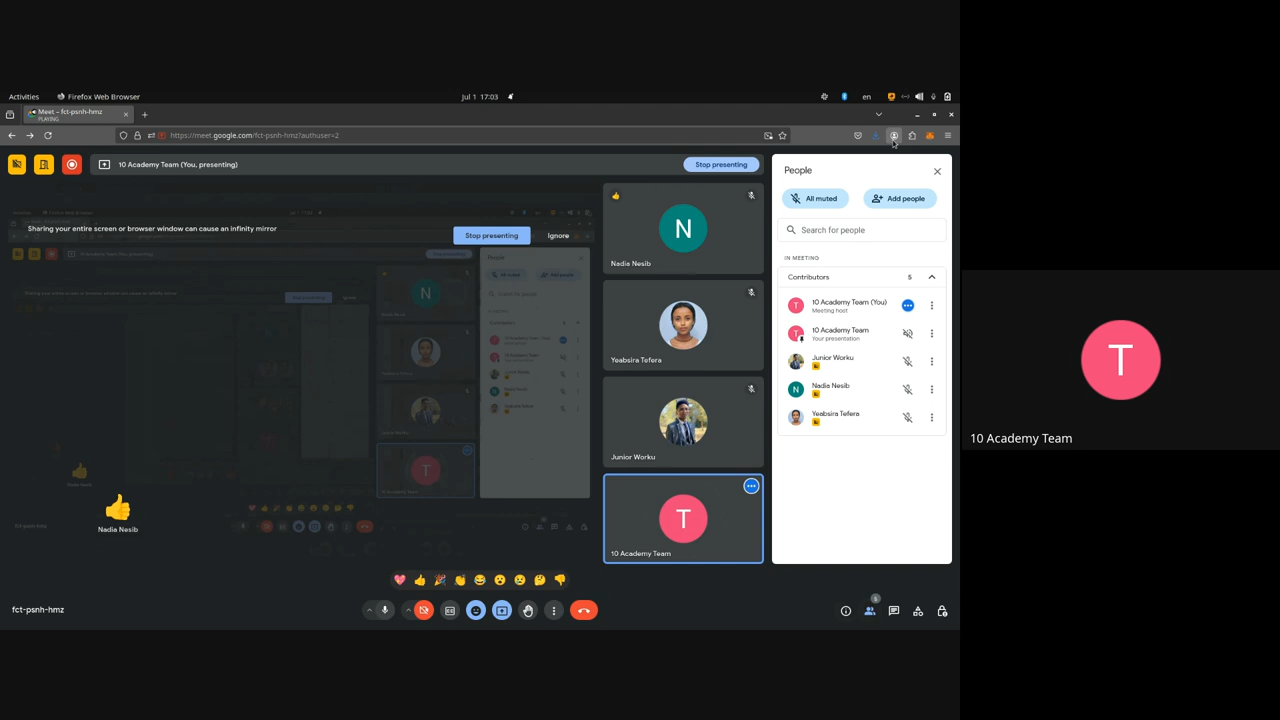 Activities
Firefox Web Browser
Jul 1 17:03
en
Meet – fct-psnh-hmz
PLAYING
https://meet.google.com/fct-psnh-hmz?authuser=2
10 Academy Team (You, presenting)
Stop presenting
Sharing your entire screen or browser window can cause an infinity mirror
Stop presenting
Ignore
Nadia Nesib
N
Nadia Nesib
Yeabsira Tefera
Junior Worku
T
10 Academy Team
People
All muted
Add people
Search for people
IN MEETING
Contributors
5
T
10 Academy Team (You)
Meeting host
T
10 Academy Team
Your presentation
Junior Worku
N
Nadia Nesib
Yeabsira Tefera
fct-psnh-hmz
5
T
10 Academy Team